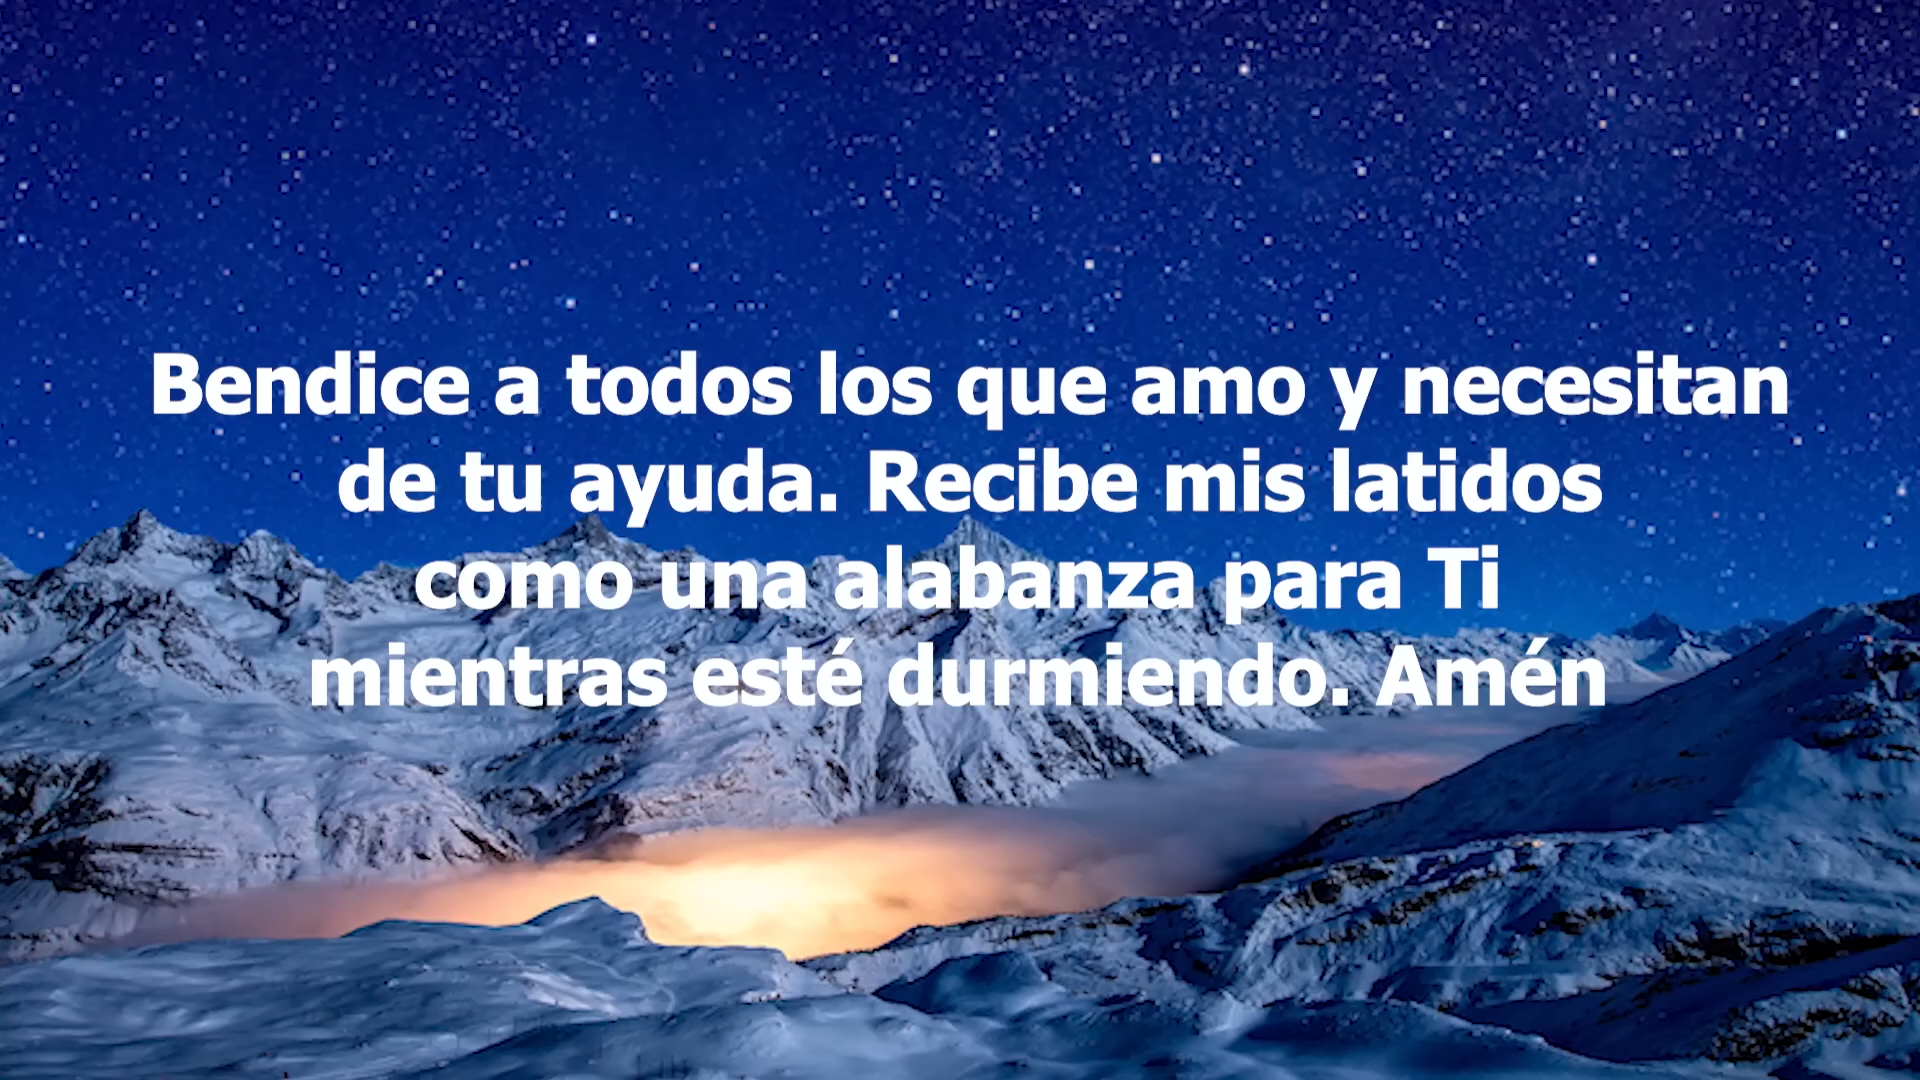 Bendice a todos los que amo y necesitan
de tu ayuda. Recibe mis latidos
como una alabanza para Ti
mientras esté durmiendo. Amén